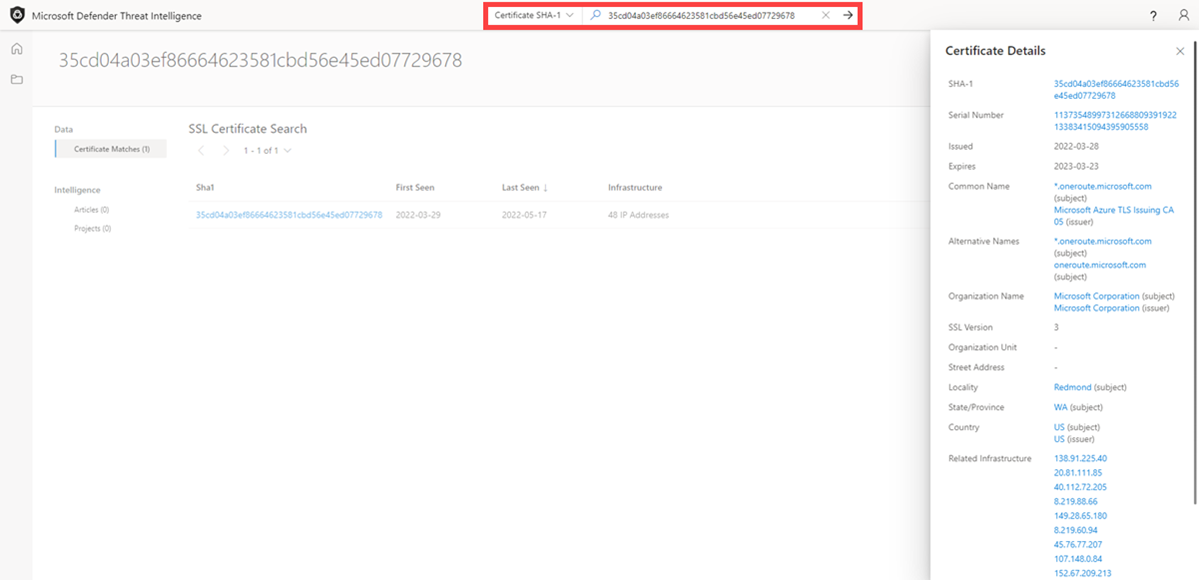 Microsoft Defender Threat Intelligence
Certificate SHA-1
35cd04a03ef86664623581cbd56e45ed07729678
?
35cd04a03ef86664623581cbd56e45ed07729678
Data
Certificate Matches (1)
Intelligence
Articles (0)
Projects (0)
SSL Certificate Search
1 - 1 of 1
Sha1 First Seen Last Seen ↓ Infrastructure
35cd04a03ef86664623581cbd56e45ed07729678 2022-03-29 2022-05-17 48 IP Addresses
Certificate Details
SHA-1 35cd04a03ef86664623581cbd56
e45ed07729678
Serial Number 11373548997312668809391922
13383415094395905558
Issued 2022-03-28
Expires 2023-03-23
Common Name *.oneroute.microsoft.com
(subject)
Microsoft Azure TLS Issuing CA
05 (issuer)
Alternative Names *.oneroute.microsoft.com
(subject)
oneroute.microsoft.com
(subject)
Organization Name Microsoft Corporation (subject)
Microsoft Corporation (issuer)
SSL Version 3
Organization Unit -
Street Address -
Locality Redmond (subject)
State/Province WA (subject)
Country US (subject)
US (issuer)
Related Infrastructure 138.91.225.40
20.81.111.85
40.112.72.205
8.219.88.66
149.28.65.180
8.219.60.94
45.76.77.207
107.148.0.84
152.67.209.213